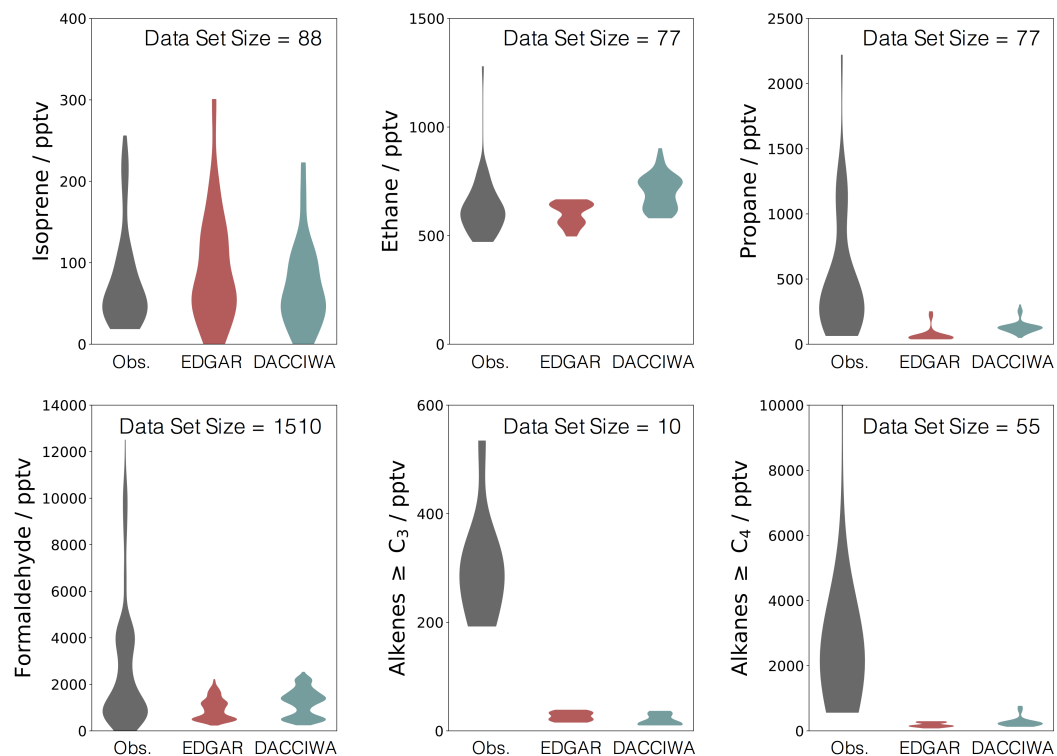 Data Set Size = 88
Isoprene / pptv
400
300
200
100
0
Obs. EDGAR DACCIWA
Data Set Size = 77
Ethane / pptv
1500
1000
500
0
Obs. EDGAR DACCIWA
Data Set Size = 77
Propane / pptv
2500
2000
1500
1000
500
0
Obs. EDGAR DACCIWA
Data Set Size = 1510
Formaldehyde / pptv
14000
12000
10000
8000
6000
4000
2000
0
Obs. EDGAR DACCIWA
Data Set Size = 10
Alkenes ≥ C₃ / pptv
600
400
200
0
Obs. EDGAR DACCIWA
Data Set Size = 55
Alkanes ≥ C₄ / pptv
10000
8000
6000
4000
2000
0
Obs. EDGAR DACCIWA